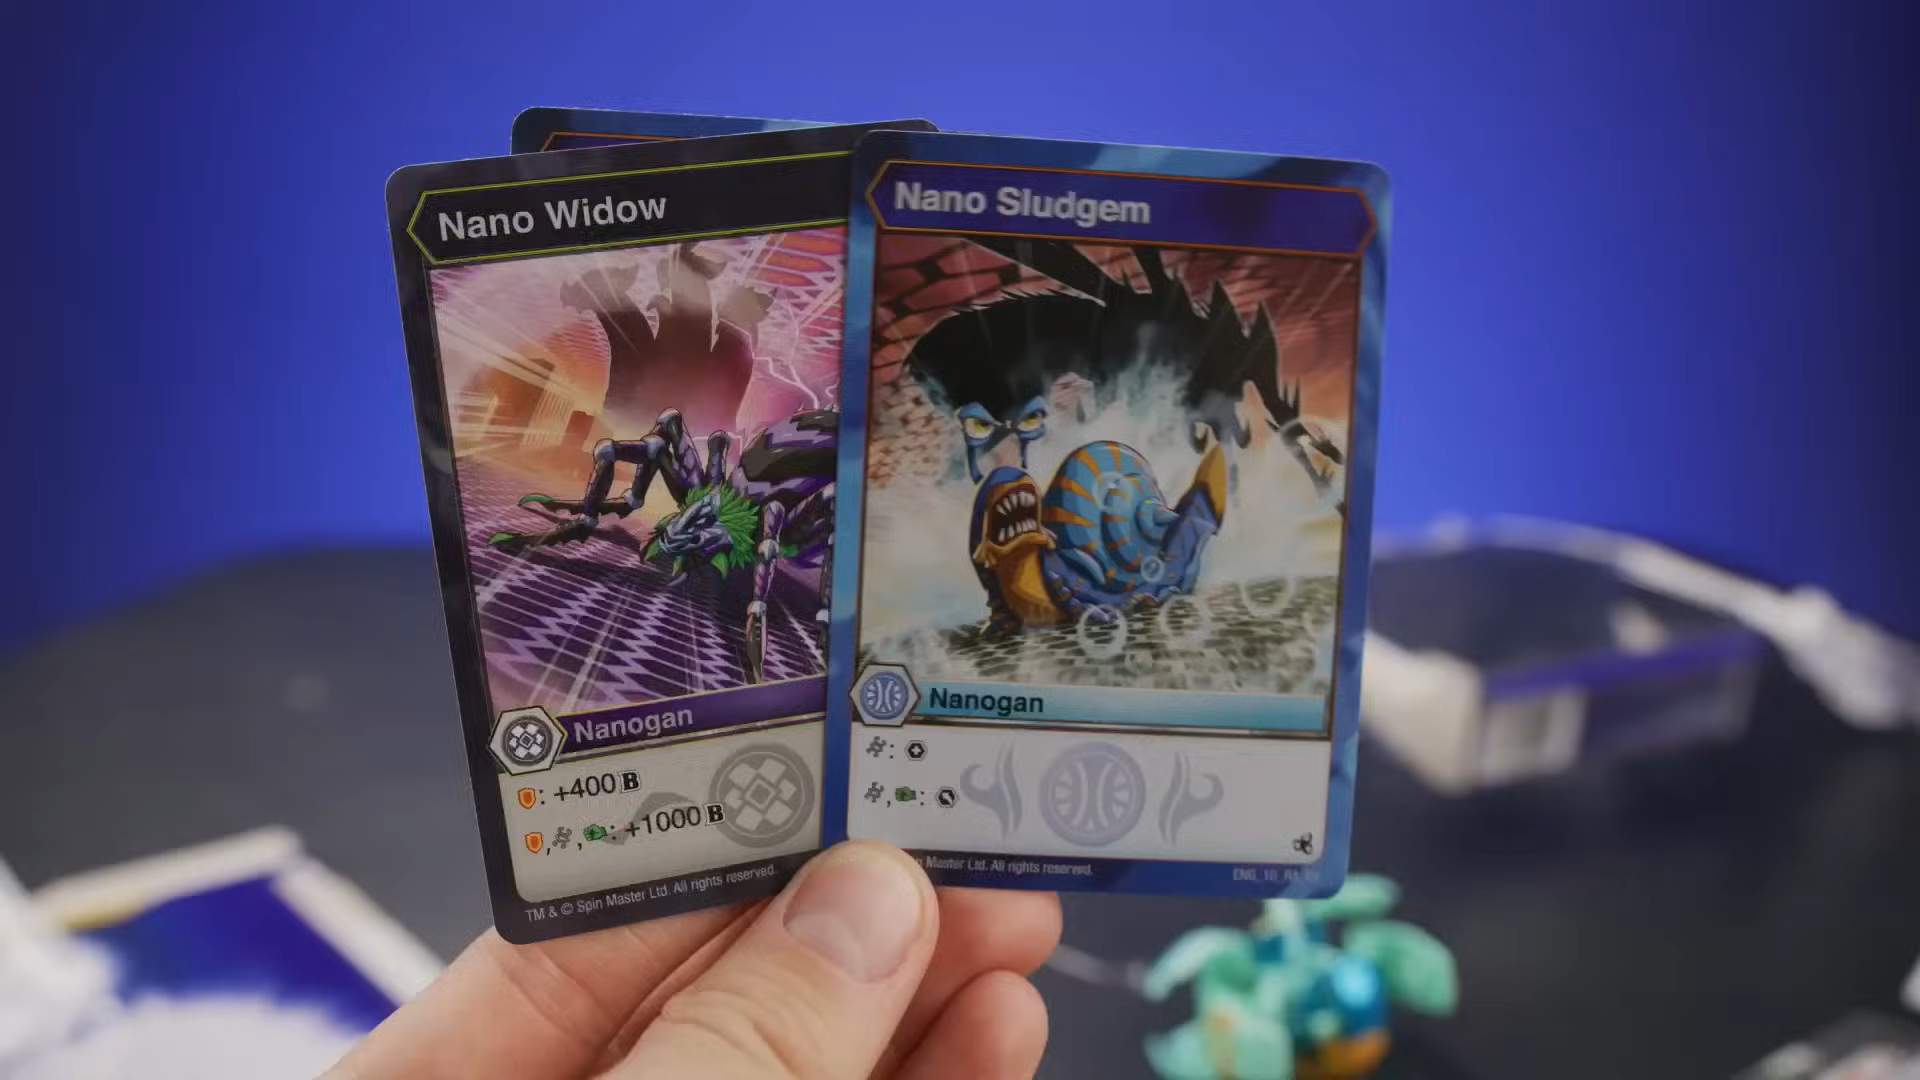 Nano Widow
Nanogan
: +400 B
, , : +1000 B
TM & © Spin Master Ltd. All rights reserved.
Nano Sludgem
Nanogan
:
, :
Master Ltd. All rights reserved.